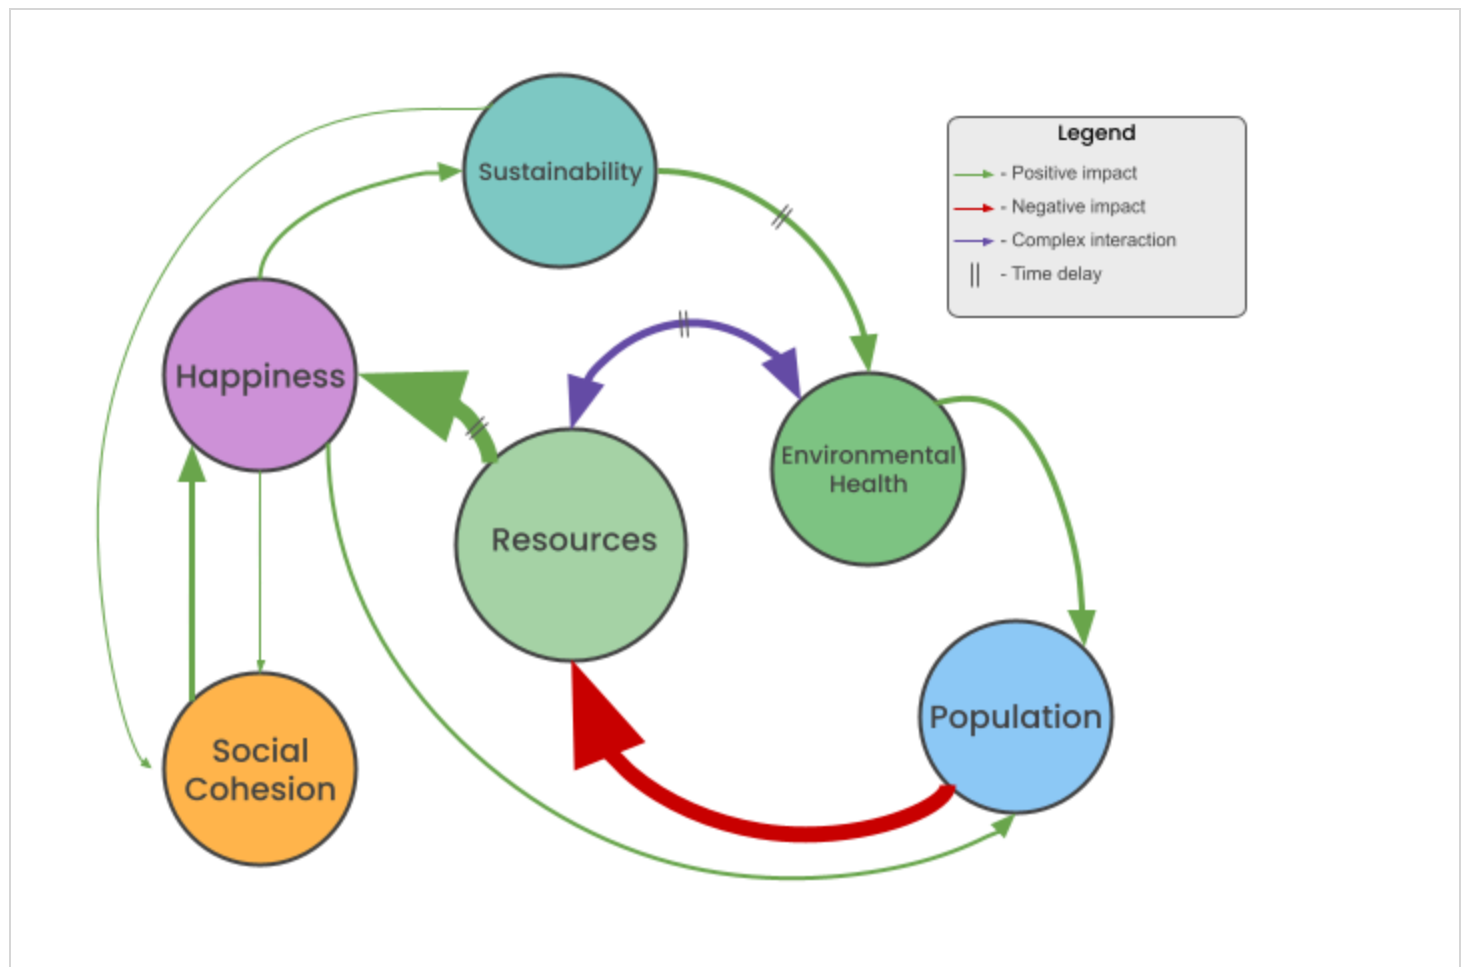 Sustainability
Legend
- Positive impact
- Negative impact
- Complex interaction
- Time delay
Happiness
Environmental
Health
Resources
Population
Social
Cohesion